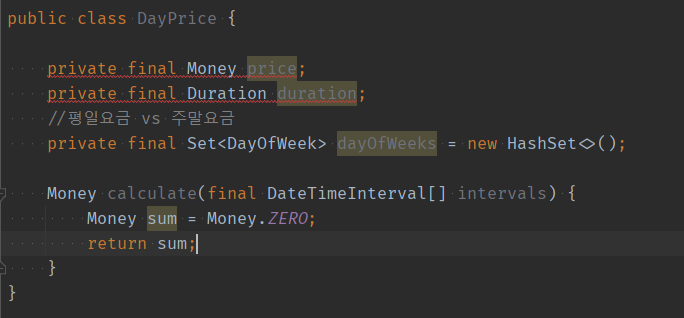 public class DayPrice {
private final Money price;
private final Duration duration;
//평일요금 vs 주말요금
private final Set<DayOfWeek> dayOfWeeks = new HashSet<>();
Money calculate(final DateTimeInterval[] intervals) {
Money sum = Money.ZERO;
return sum;
}
}